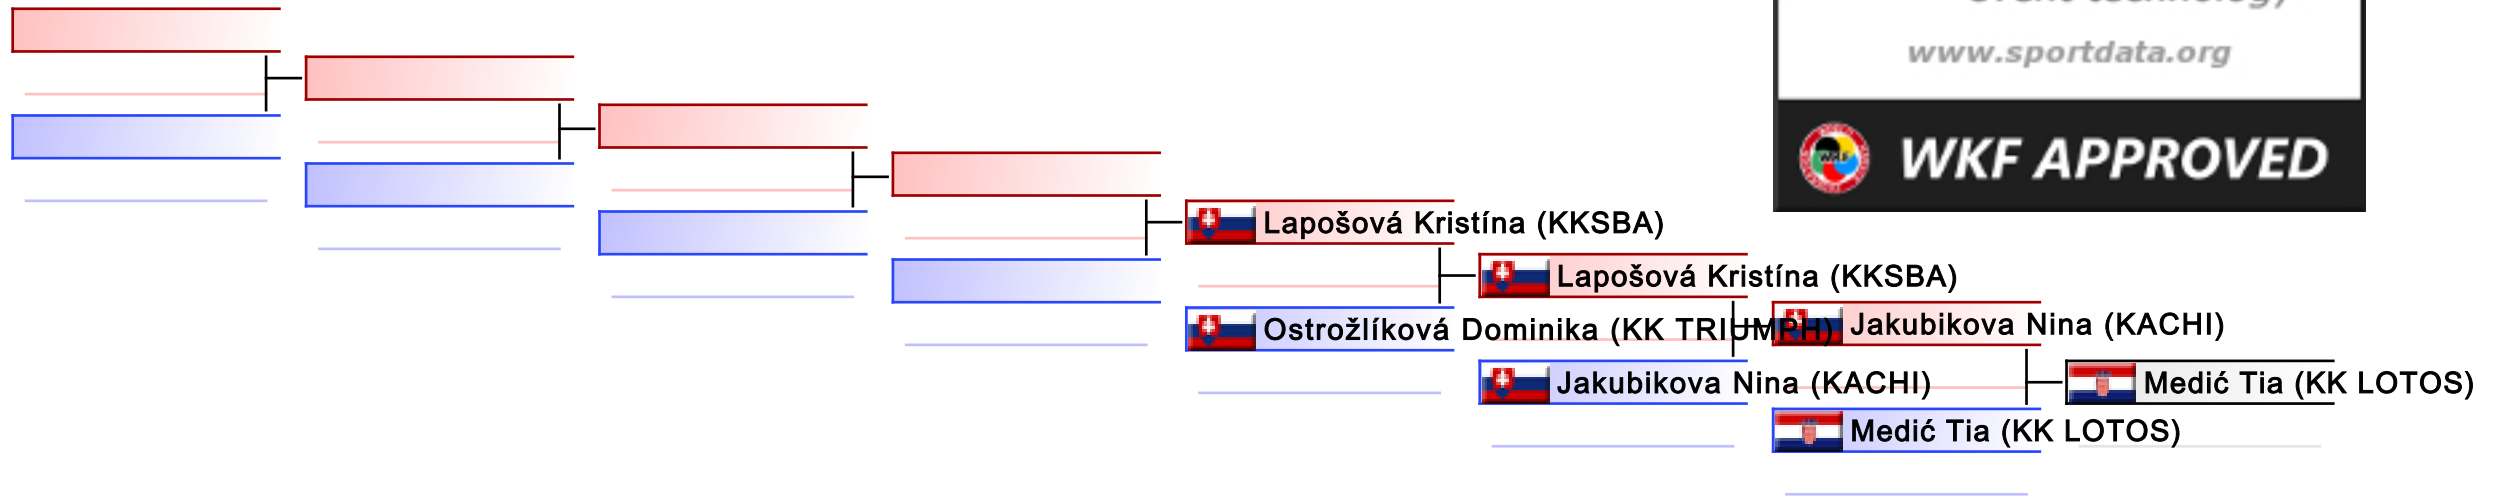 www.sportdata.org
WKF APPROVED
Lapošová Kristína (KKSBA)
Lapošová Kristína (KKSBA)
Ostrožlíková Dominika (KK TRIUMPH)
Jakubikova Nina (KACHI)
Jakubikova Nina (KACHI)
Medić Tia (KK LOTOS)
Medić Tia (KK LOTOS)